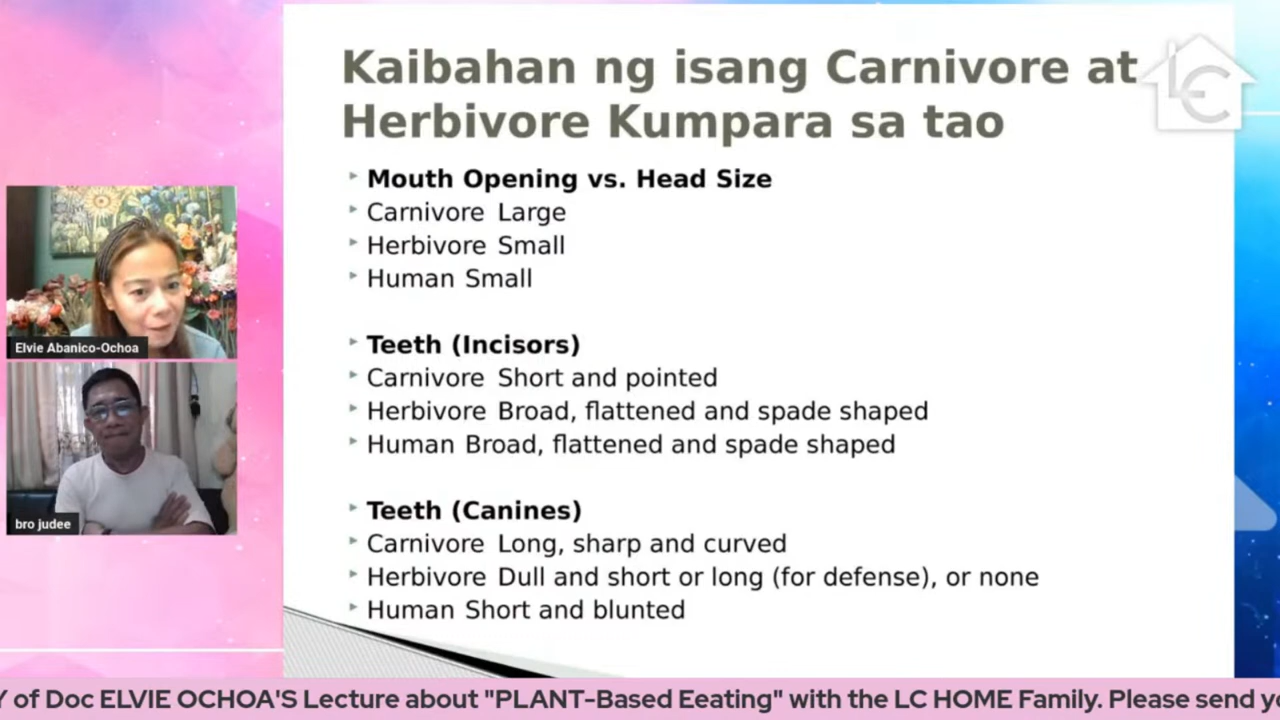 Kaibahan ng isang Carnivore at
Herbivore Kumpara sa tao
LC
Mouth Opening vs. Head Size
Carnivore Large
Herbivore Small
Human Small
Teeth (Incisors)
Carnivore Short and pointed
Herbivore Broad, flattened and spade shaped
Human Broad, flattened and spade shaped
Teeth (Canines)
Carnivore Long, sharp and curved
Herbivore Dull and short or long (for defense), or none
Human Short and blunted
Elvie Abanico-Ochoa
bro judee
Y of Doc ELVIE OCHOA'S Lecture about "PLANT-Based Eeating" with the LC HOME Family. Please send yo